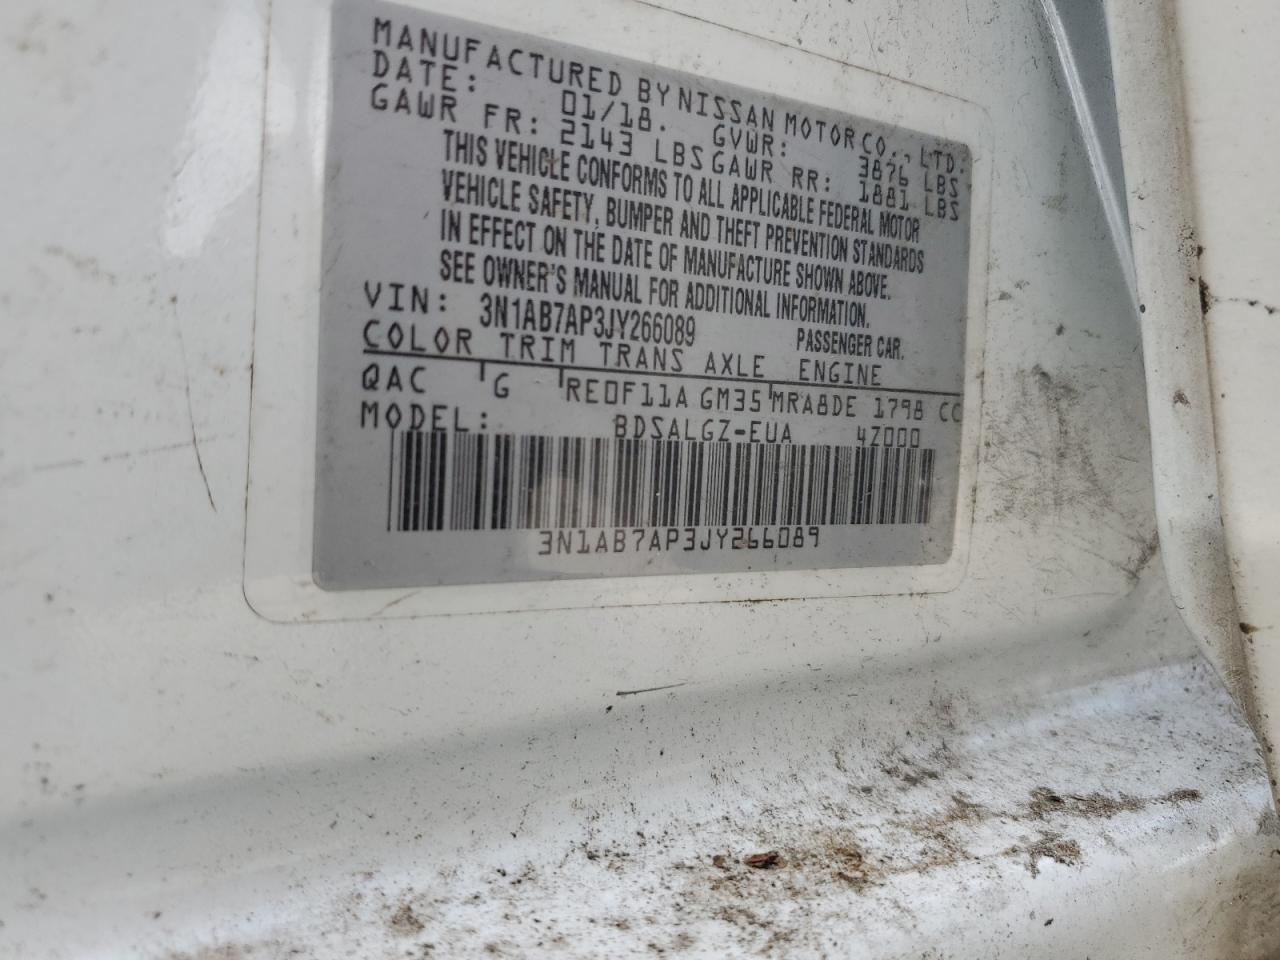 MANUFACTURED BY NISSAN MOTOR CO., LTD.
DATE: 01/18. GVWR: 3876 LBS
GAWR FR: 2143 LBS GAWR RR: 1881 LBS
THIS VEHICLE CONFORMS TO ALL APPLICABLE FEDERAL MOTOR
VEHICLE SAFETY, BUMPER AND THEFT PREVENTION STANDARDS
IN EFFECT ON THE DATE OF MANUFACTURE SHOWN ABOVE.
SEE OWNER'S MANUAL FOR ADDITIONAL INFORMATION.
VIN: 3N1AB7AP3JY266089 PASSENGER CAR.
COLOR TRIM TRANS AXLE ENGINE
QAC G RE0F11A GM35 MRA8DE 1798 CC
MODEL: BDSALGZ-EUA 4Z000
3N1AB7AP3JY266089